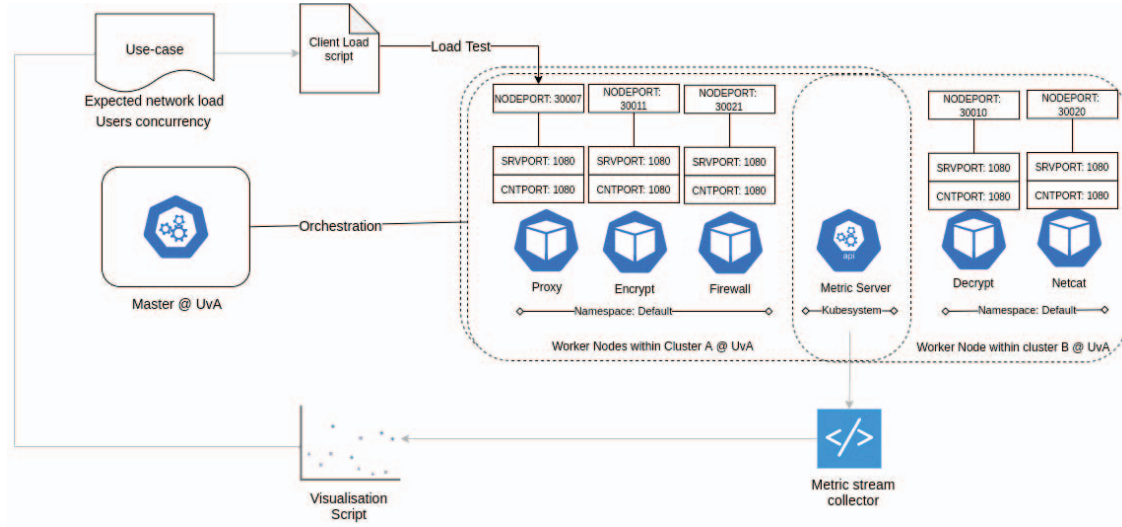 Use-case
Expected network load
Users concurrency
Client Load
script
Load Test
NODEPORT: 30007
NODEPORT:
30011
NODEPORT:
30021
NODEPORT:
30010
NODEPORT:
30020
SRVPORT: 1080
SRVPORT: 1080
SRVPORT: 1080
SRVPORT: 1080
SRVPORT: 1080
CNTPORT: 1080
CNTPORT: 1080
CNTPORT: 1080
CNTPORT: 1080
CNTPORT: 1080
Orchestration
api
Master @ UvA
Proxy
Encrypt
Firewall
Metric Server
Decrypt
Netcat
Namespace: Default
Kubesystem
Namespace: Default
Worker Nodes within Cluster A @ UvA
Worker Node within cluster B @ UvA
</>
Visualisation
Script
Metric stream
collector